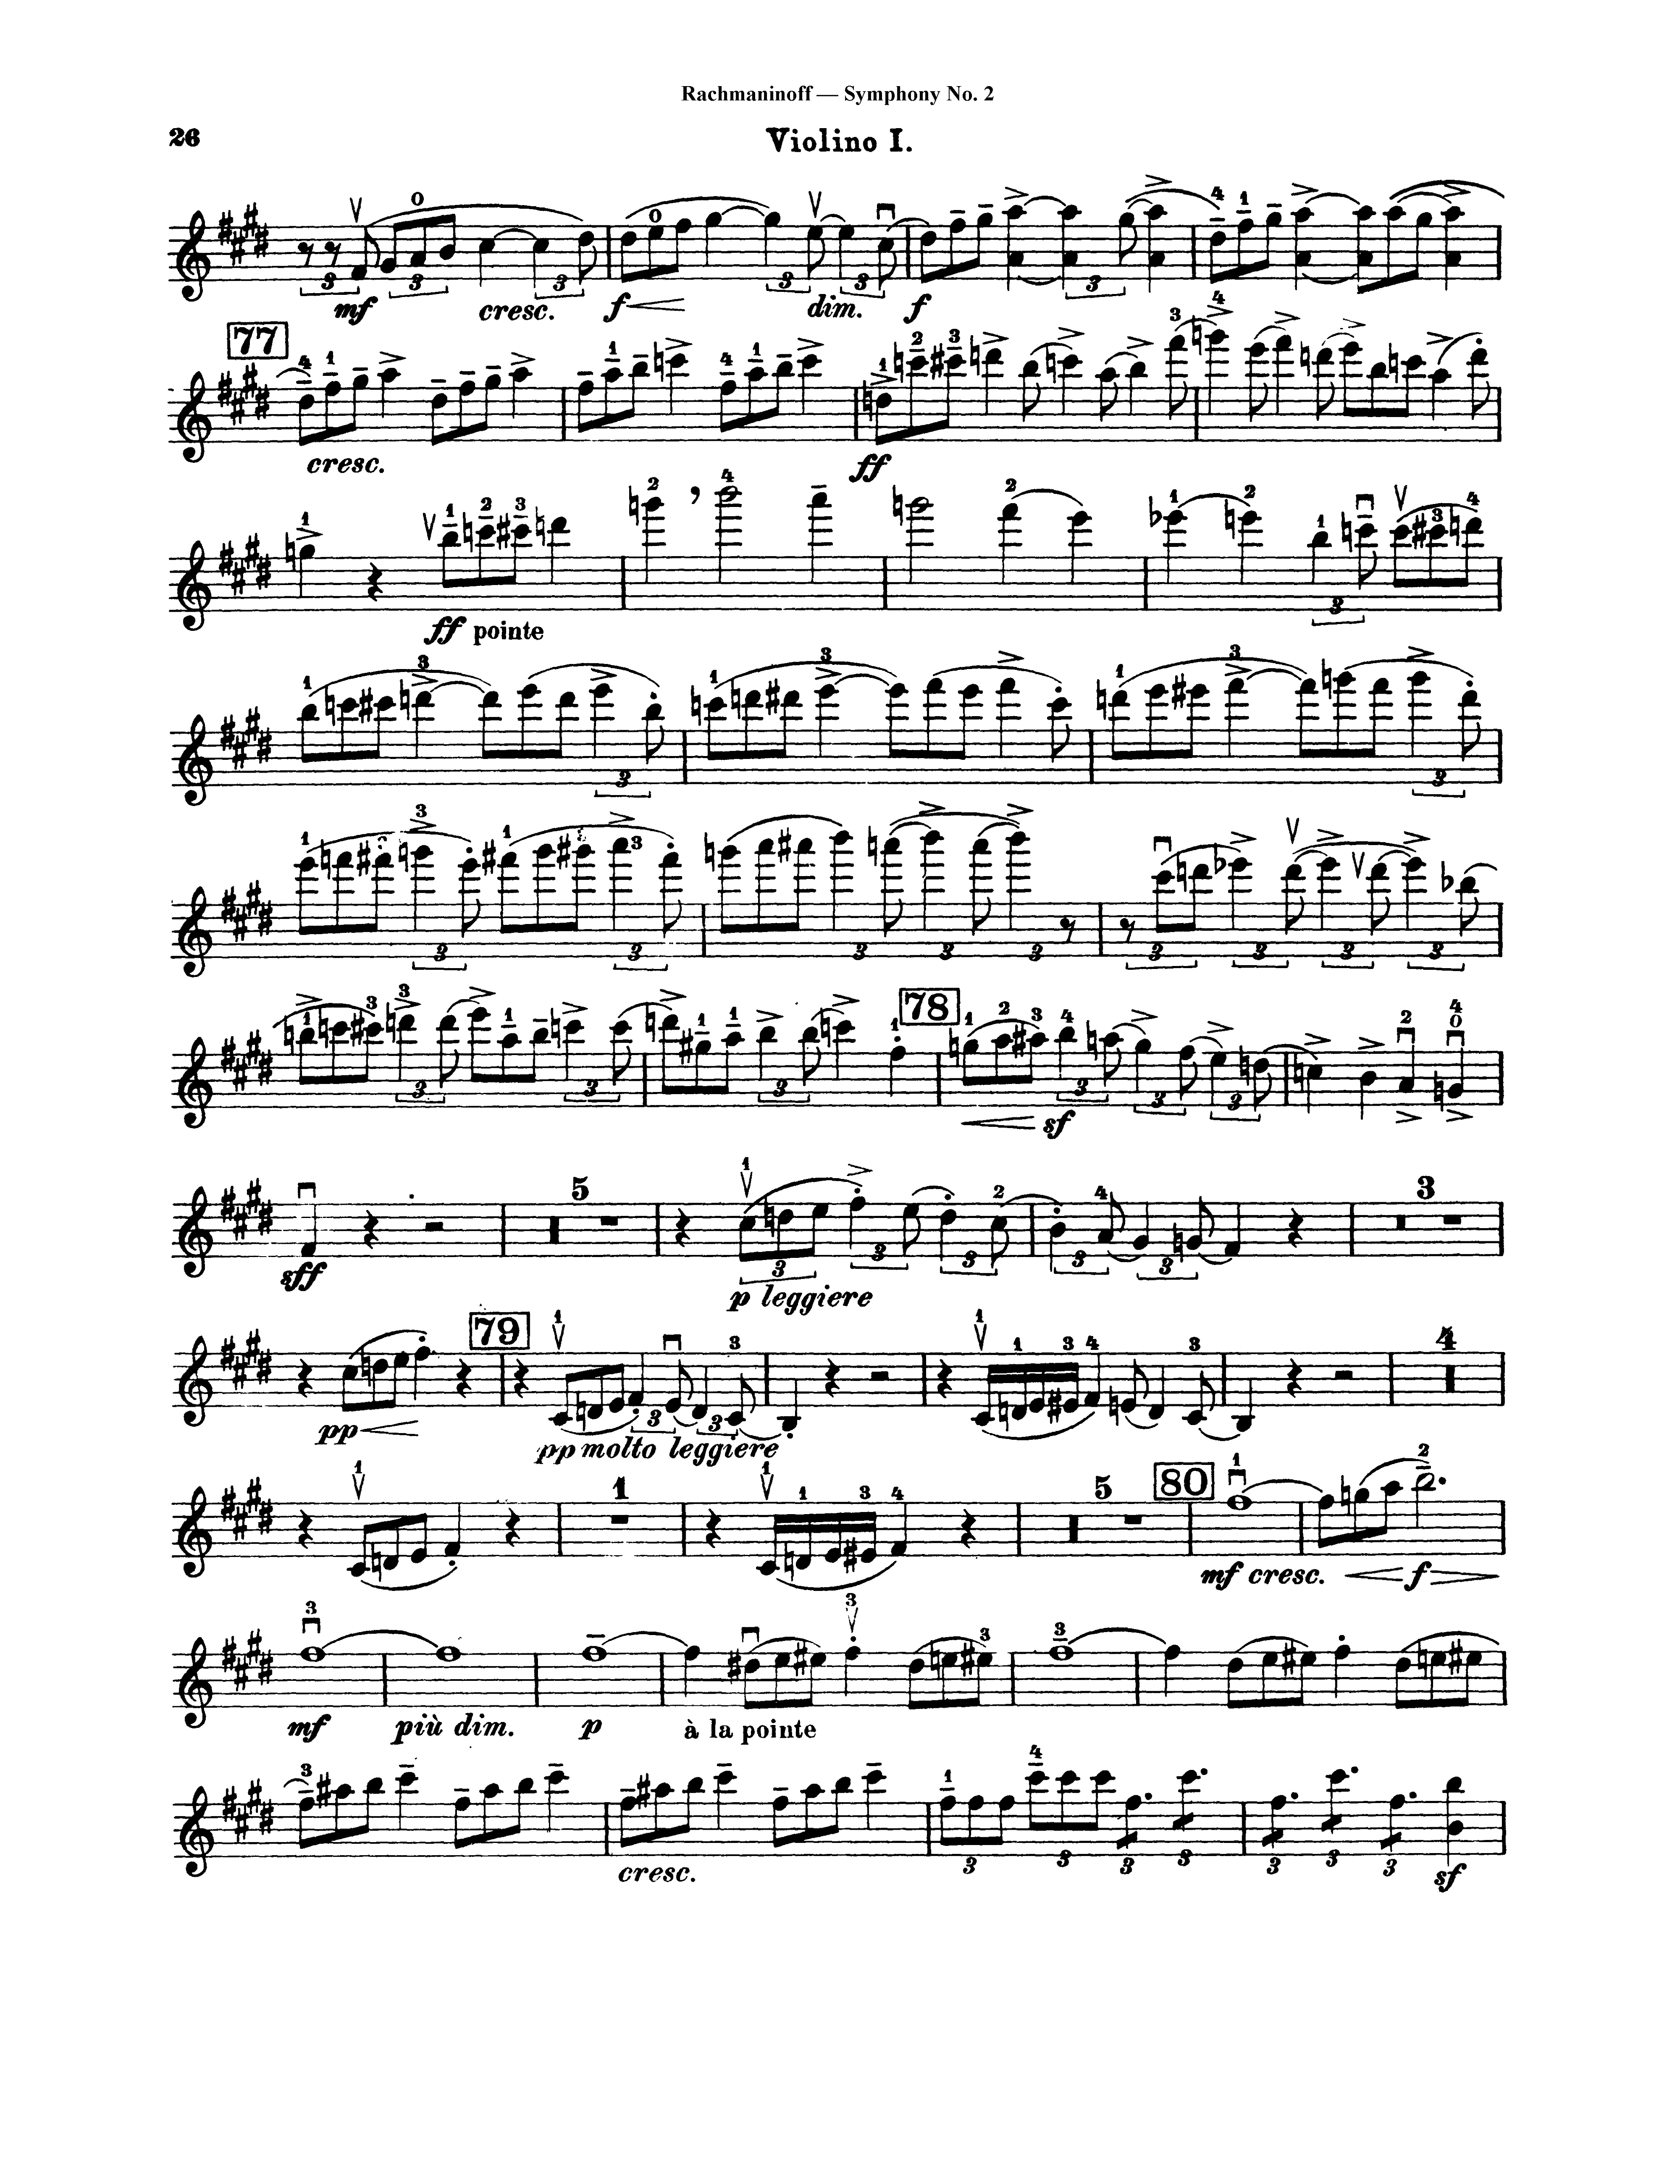 Rachmaninoff — Symphony No. 2
26
Violino I.
mf cresc. f dim. f
77
cresc. ff
ff pointe
78
sf
5 3
sff p leggiere
79
4
pp pp molto leggiere
1 5 80
mf cresc. f
mf più dim. p à la pointe
cresc. sf